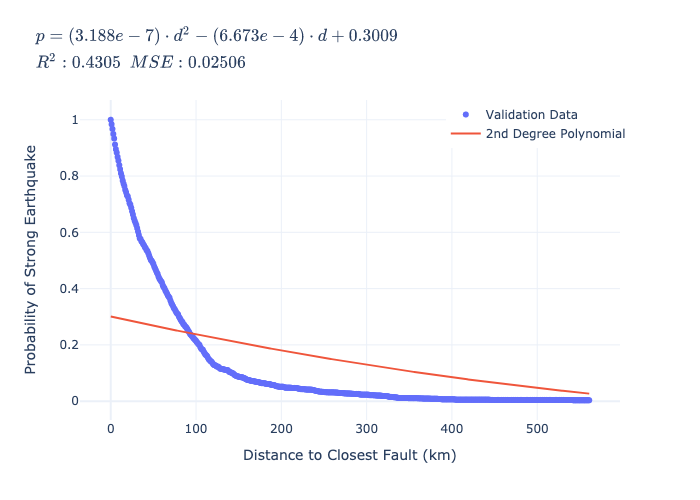 p = (3.188e − 7) · d² − (6.673e − 4) · d + 0.3009
R² : 0.4305 MSE : 0.02506
Validation Data
2nd Degree Polynomial
Probability of Strong Earthquake
1
0.8
0.6
0.4
0.2
0
0 100 200 300 400 500
Distance to Closest Fault (km)